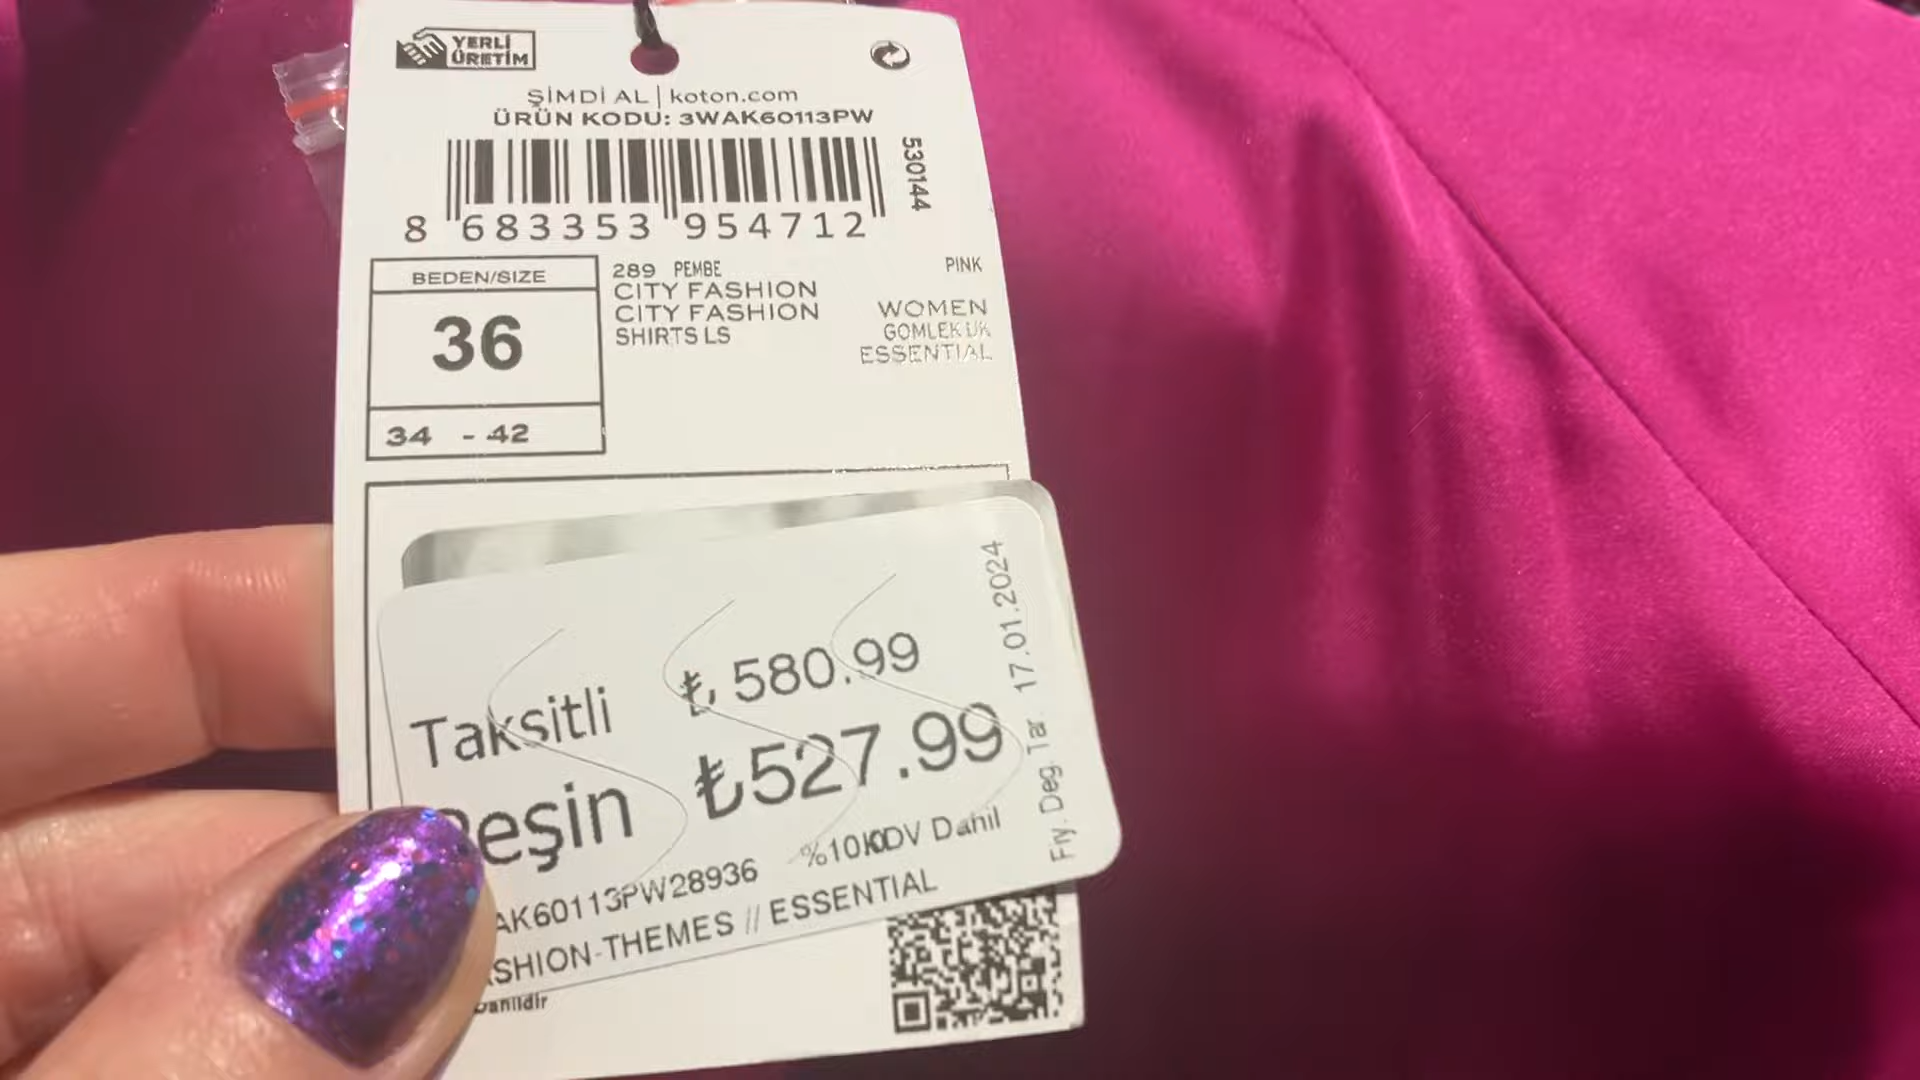 YERLİ
ÜRETİM
ŞİMDİ AL | koton.com
ÜRÜN KODU: 3WAK60113PW
530144
8 683353 954712
BEDEN/SIZE
36
34 - 42
289 PEMBE PINK
CITY FASHION
CITY FASHION WOMEN
SHIRTS LS GOMLEK UK
ESSENTIAL
Taksitli ₺ 580.99
Peşin ₺527.99
%10 KDV Dahil
AK60113PW28936
SHION-THEMES // ESSENTIAL
Fiy. Deg. Tar. 17.01.2024